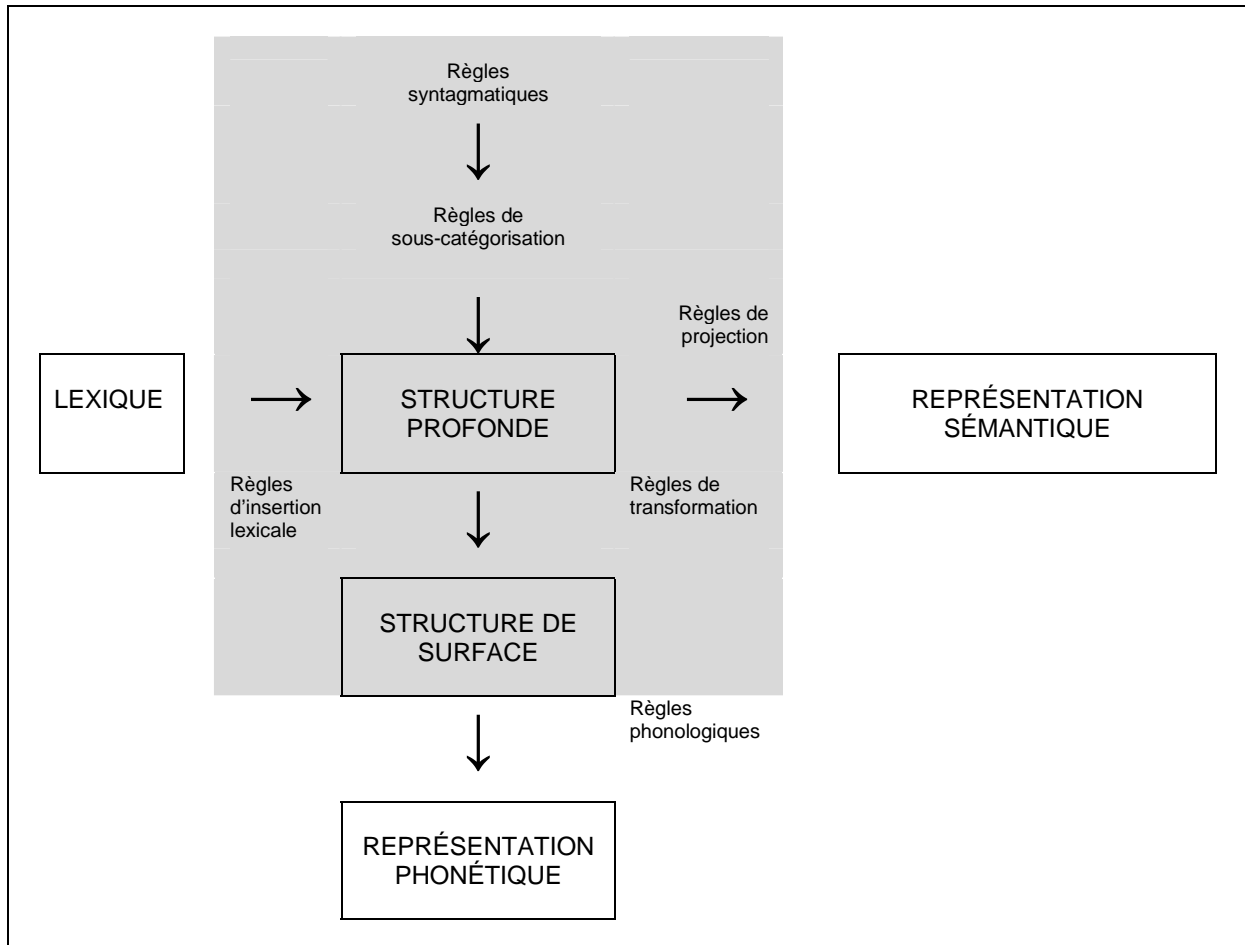 Règles
syntagmatiques
Règles de
sous-catégorisation
Règles de
projection
LEXIQUE
STRUCTURE
PROFONDE
REPRÉSENTATION
SÉMANTIQUE
Règles
d'insertion
lexicale
Règles de
transformation
STRUCTURE DE
SURFACE
Règles
phonologiques
REPRÉSENTATION
PHONÉTIQUE